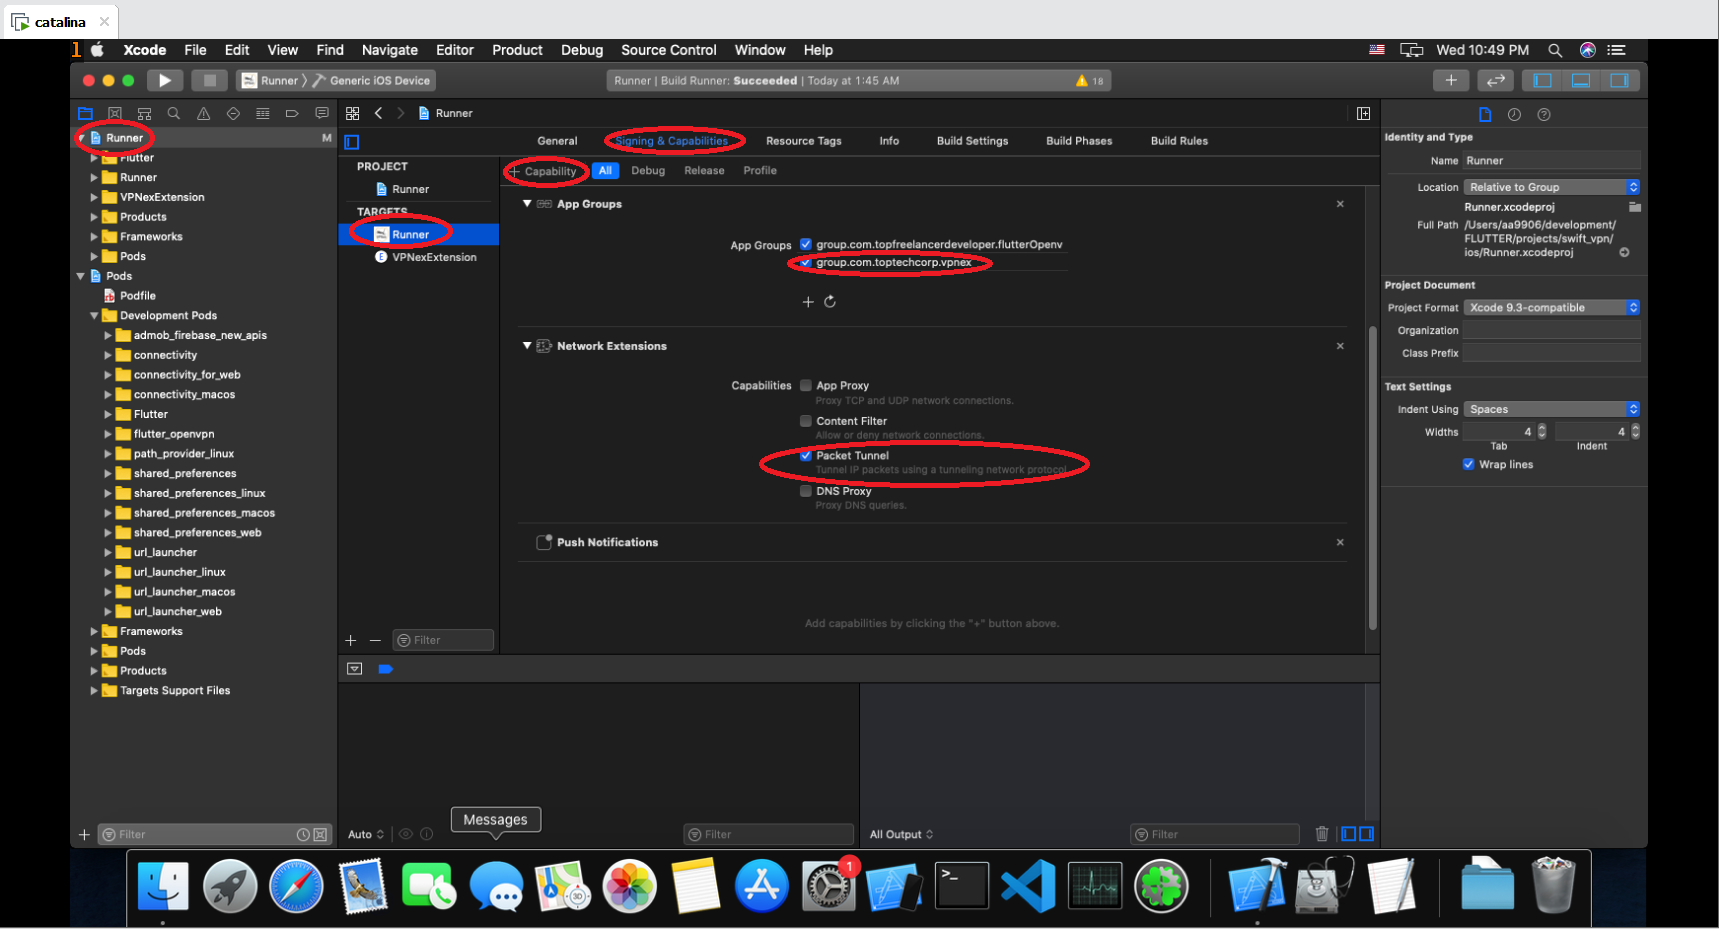 catalina
1 Xcode File Edit View Find Navigate Editor Product Debug Source Control Window Help Wed 10:49 PM
Runner 〉 Generic iOS Device
Runner | Build Runner: Succeeded | Today at 1:45 AM 18
Runner
Runner M
Flutter
Runner
VPNexExtension
Products
Frameworks
Pods
Pods
Podfile
Development Pods
admob_firebase_new_apis
connectivity
connectivity_for_web
connectivity_macos
Flutter
flutter_openvpn
path_provider_linux
shared_preferences
shared_preferences_linux
shared_preferences_macos
shared_preferences_web
url_launcher
url_launcher_linux
url_launcher_macos
url_launcher_web
Frameworks
Pods
Products
Targets Support Files
Filter
PROJECT
Runner
TARGETS
Runner
VPNexExtension
Filter
General Signing & Capabilities Resource Tags Info Build Settings Build Phases Build Rules
+ Capability All Debug Release Profile
App Groups
App Groups group.com.topfreelancerdeveloper.flutterOpenv
group.com.toptechcorp.vpnex
Network Extensions
Capabilities App Proxy
Proxy TCP and UDP network connections.
Content Filter
Allow or deny network connections.
Packet Tunnel
Tunnel IP packets using a tunneling network protocol
DNS Proxy
Proxy DNS queries.
Push Notifications
Add capabilities by clicking the "+" button above.
Identity and Type
Name Runner
Location Relative to Group
Runner.xcodeproj
Full Path /Users/aa9906/development/
FLUTTER/projects/swift_vpn/
ios/Runner.xcodeproj
Project Document
Project Format Xcode 9.3-compatible
Organization
Class Prefix
Text Settings
Indent Using Spaces
Widths 4 4
Tab Indent
Wrap lines
Auto Filter
All Output Filter
Messages
3D
1
>_